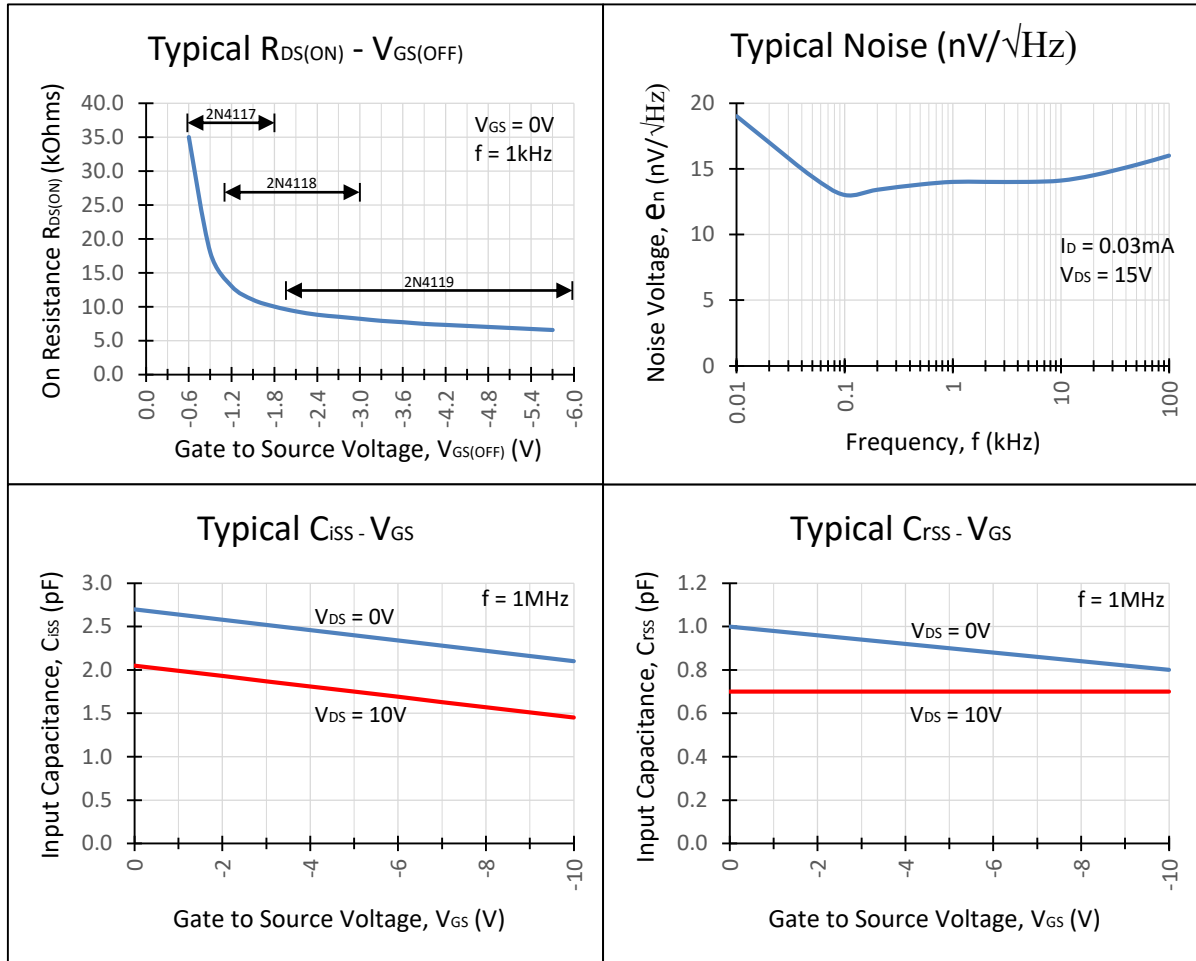 Typical RDS(ON) - VGS(OFF)
On Resistance RDS(ON) (kOhms)
40.0
35.0
30.0
25.0
20.0
15.0
10.0
5.0
0.0
2N4117
2N4118
2N4119
VGS = 0V
f = 1kHz
0.0
-0.6
-1.2
-1.8
-2.4
-3.0
-3.6
-4.2
-4.8
-5.4
-6.0
Gate to Source Voltage, VGS(OFF) (V)
Typical Noise (nV/√Hz)
Noise Voltage, en (nV/√Hz)
20
15
10
5
0
ID = 0.03mA
VDS = 15V
0.01
0.1
1
10
100
Frequency, f (kHz)
Typical CiSS - VGS
Input Capacitance, Ciss (pF)
3.0
2.5
2.0
1.5
1.0
0.5
0.0
f = 1MHz
VDS = 0V
VDS = 10V
0
-2
-4
-6
-8
-10
Gate to Source Voltage, VGS (V)
Typical CrSS - VGS
Input Capacitance, Crss (pF)
1.2
1.0
0.8
0.6
0.4
0.2
0.0
f = 1MHz
VDS = 0V
VDS = 10V
0
-2
-4
-6
-8
-10
Gate to Source Voltage, VGS (V)